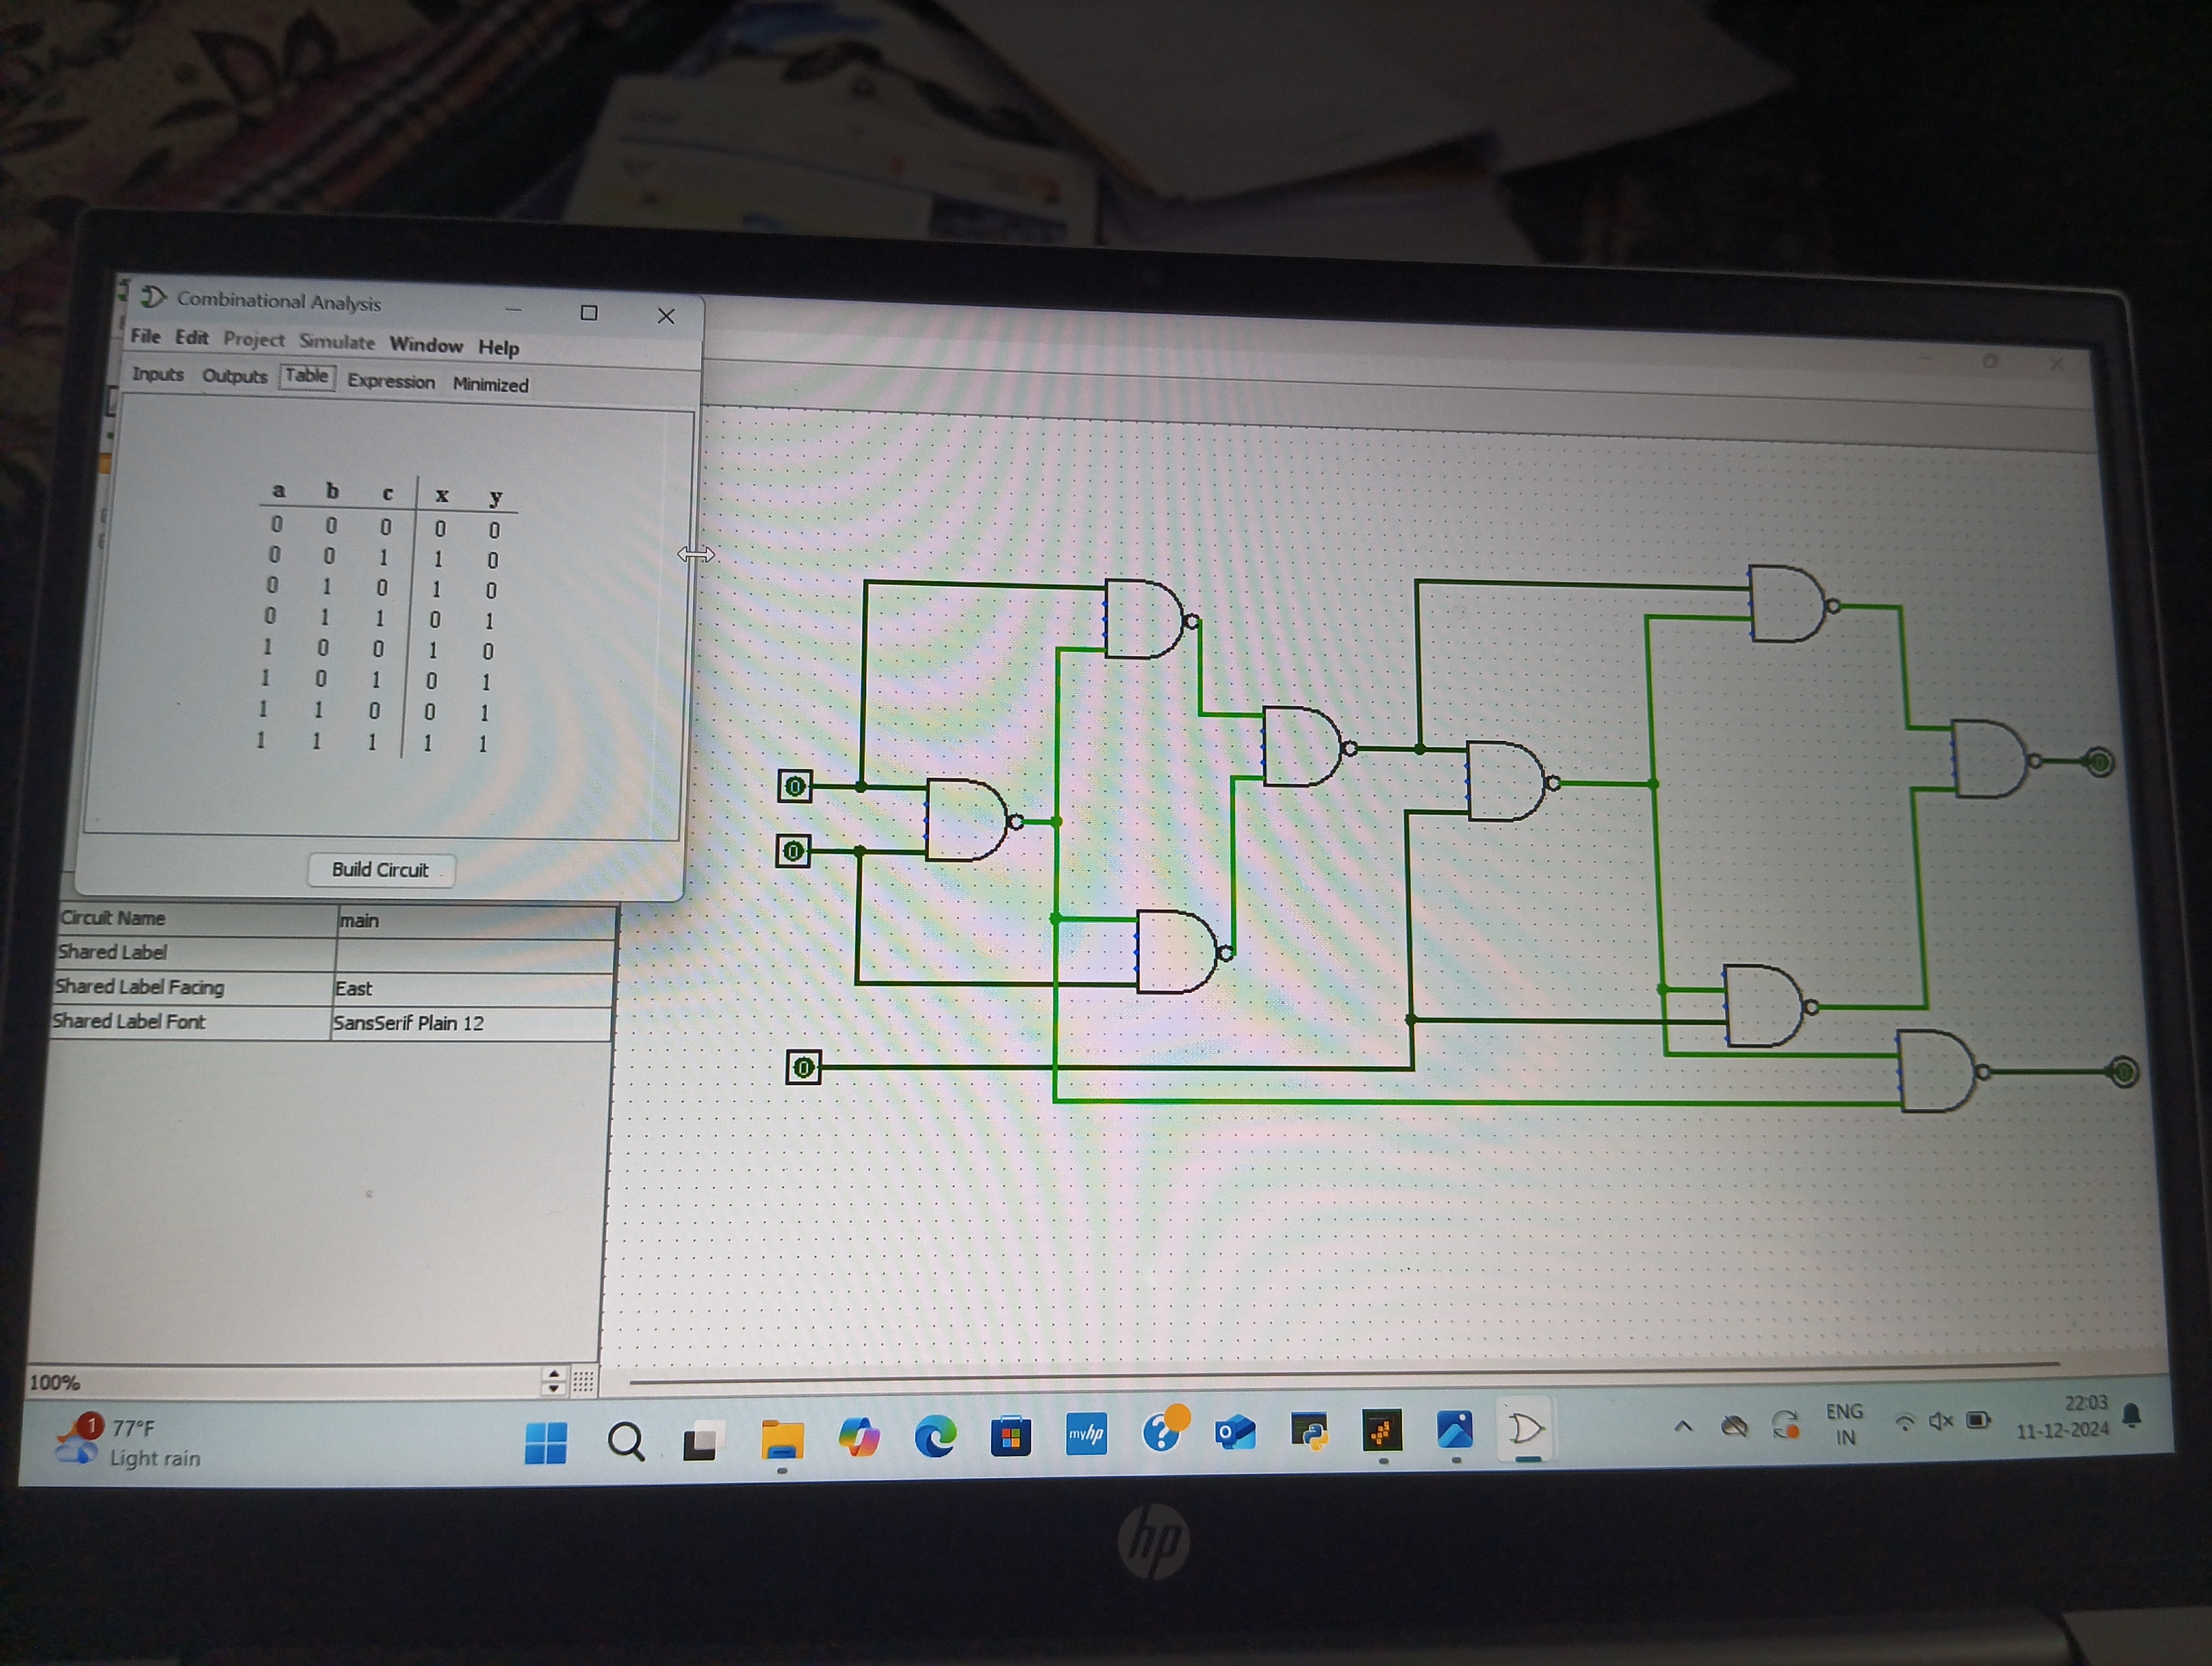 Combinational Analysis
File Edit Project Simulate Window Help
Inputs Outputs Table Expression Minimized
a b c x y
0 0 0 0 0
0 0 1 1 0
0 1 0 1 0
0 1 1 0 1
1 0 0 1 0
1 0 1 0 1
1 1 0 0 1
1 1 1 1 1
Build Circuit
0
0
0
0
0
Circuit Name main
Shared Label
Shared Label Facing East
Shared Label Font SansSerif Plain 12
100%
1
77°F
Light rain
myhp
ENG
IN
22:03
11-12-2024
hp